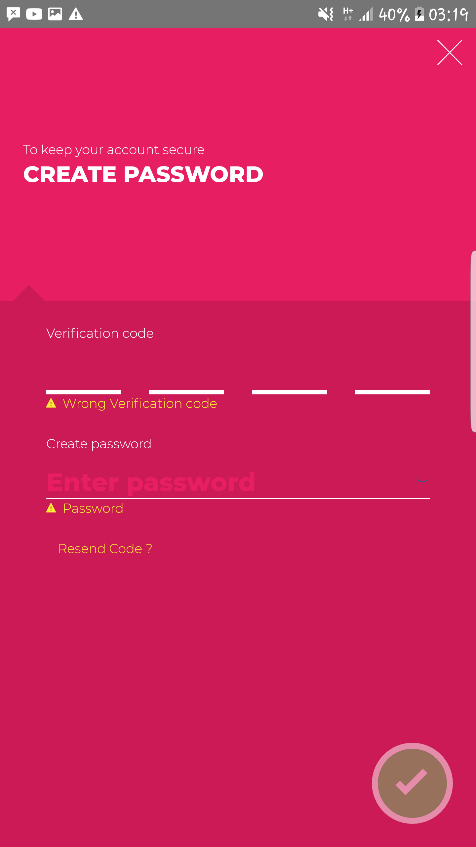 H+ 40% 03:19
To keep your account secure
CREATE PASSWORD
Verification code
Wrong Verification code
Create password
Enter password
Password
Resend Code ?